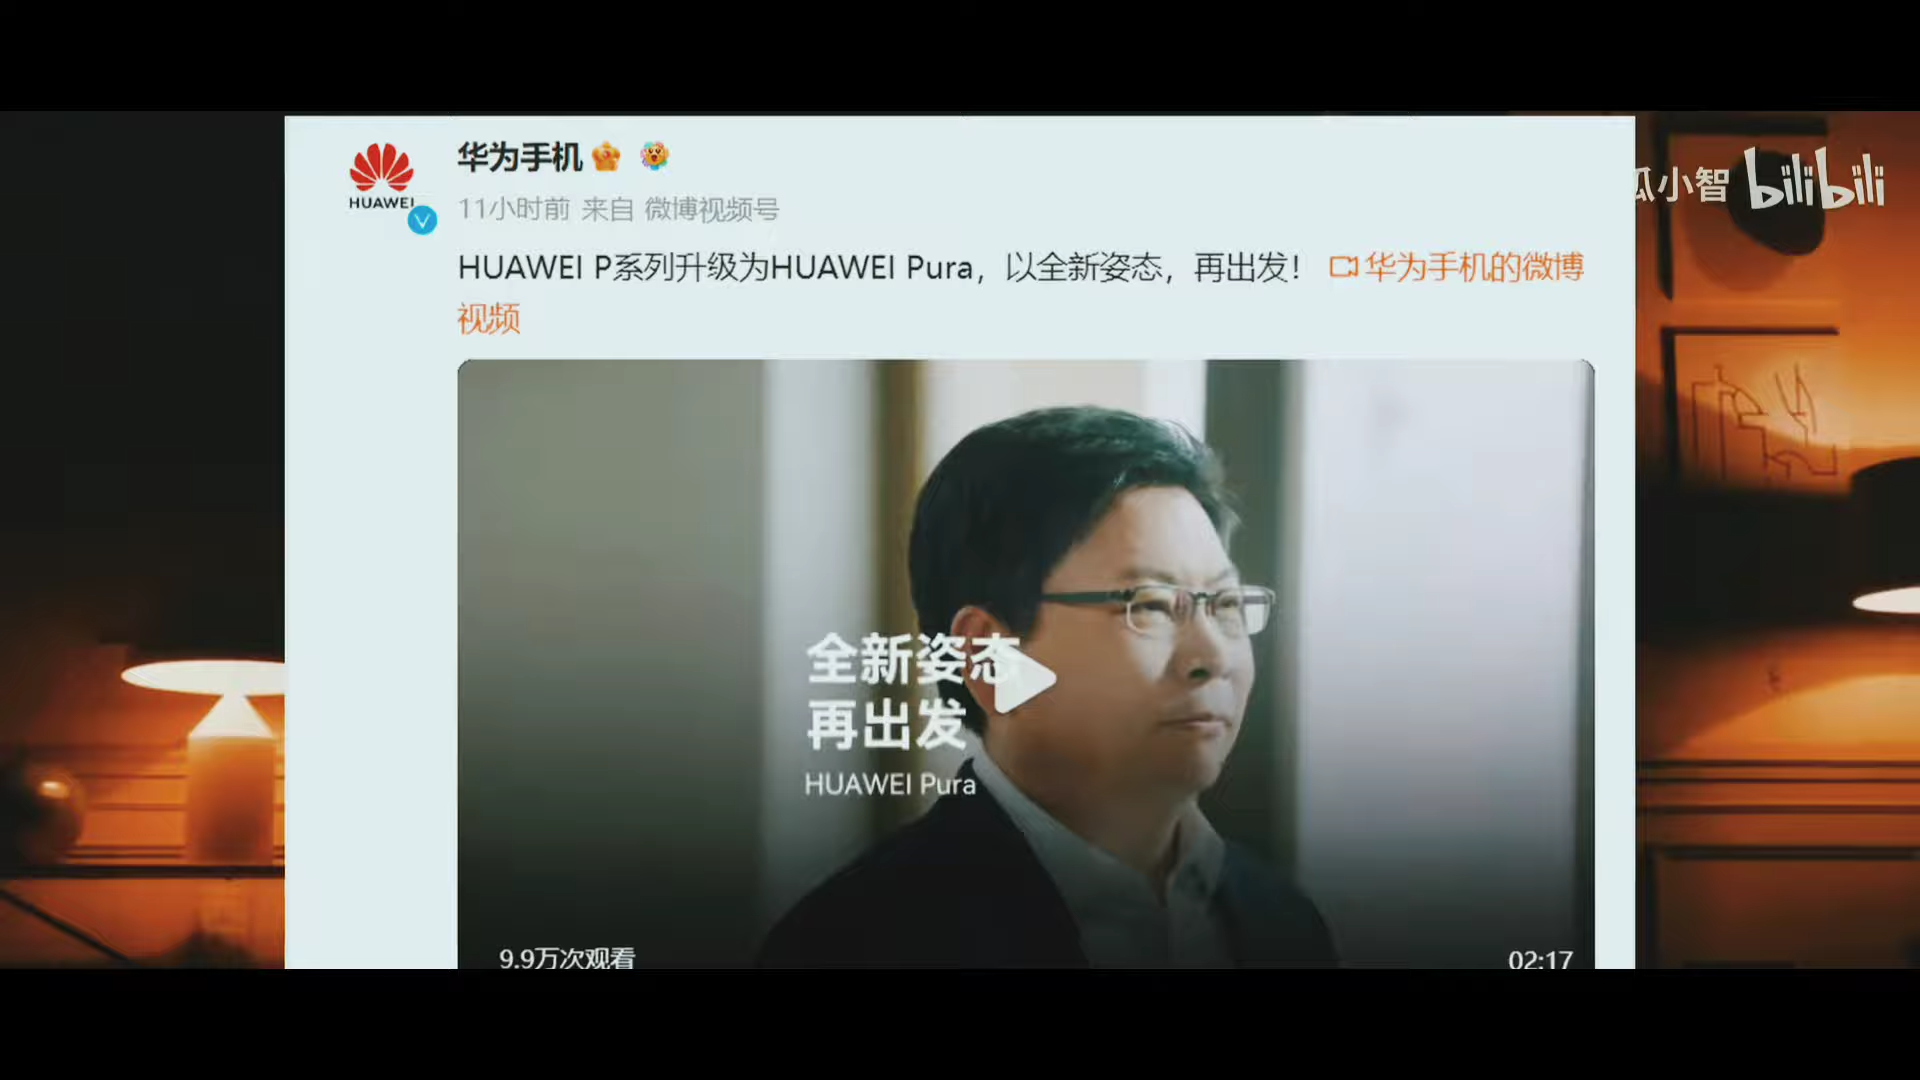 华为手机
HUAWEI
11小时前 来自 微博视频号
瓜小智 bilibili
HUAWEI P系列升级为HUAWEI Pura，以全新姿态，再出发！ 华为手机的微博
视频
全新姿态
再出发
HUAWEI Pura
9.9万次观看
02:17